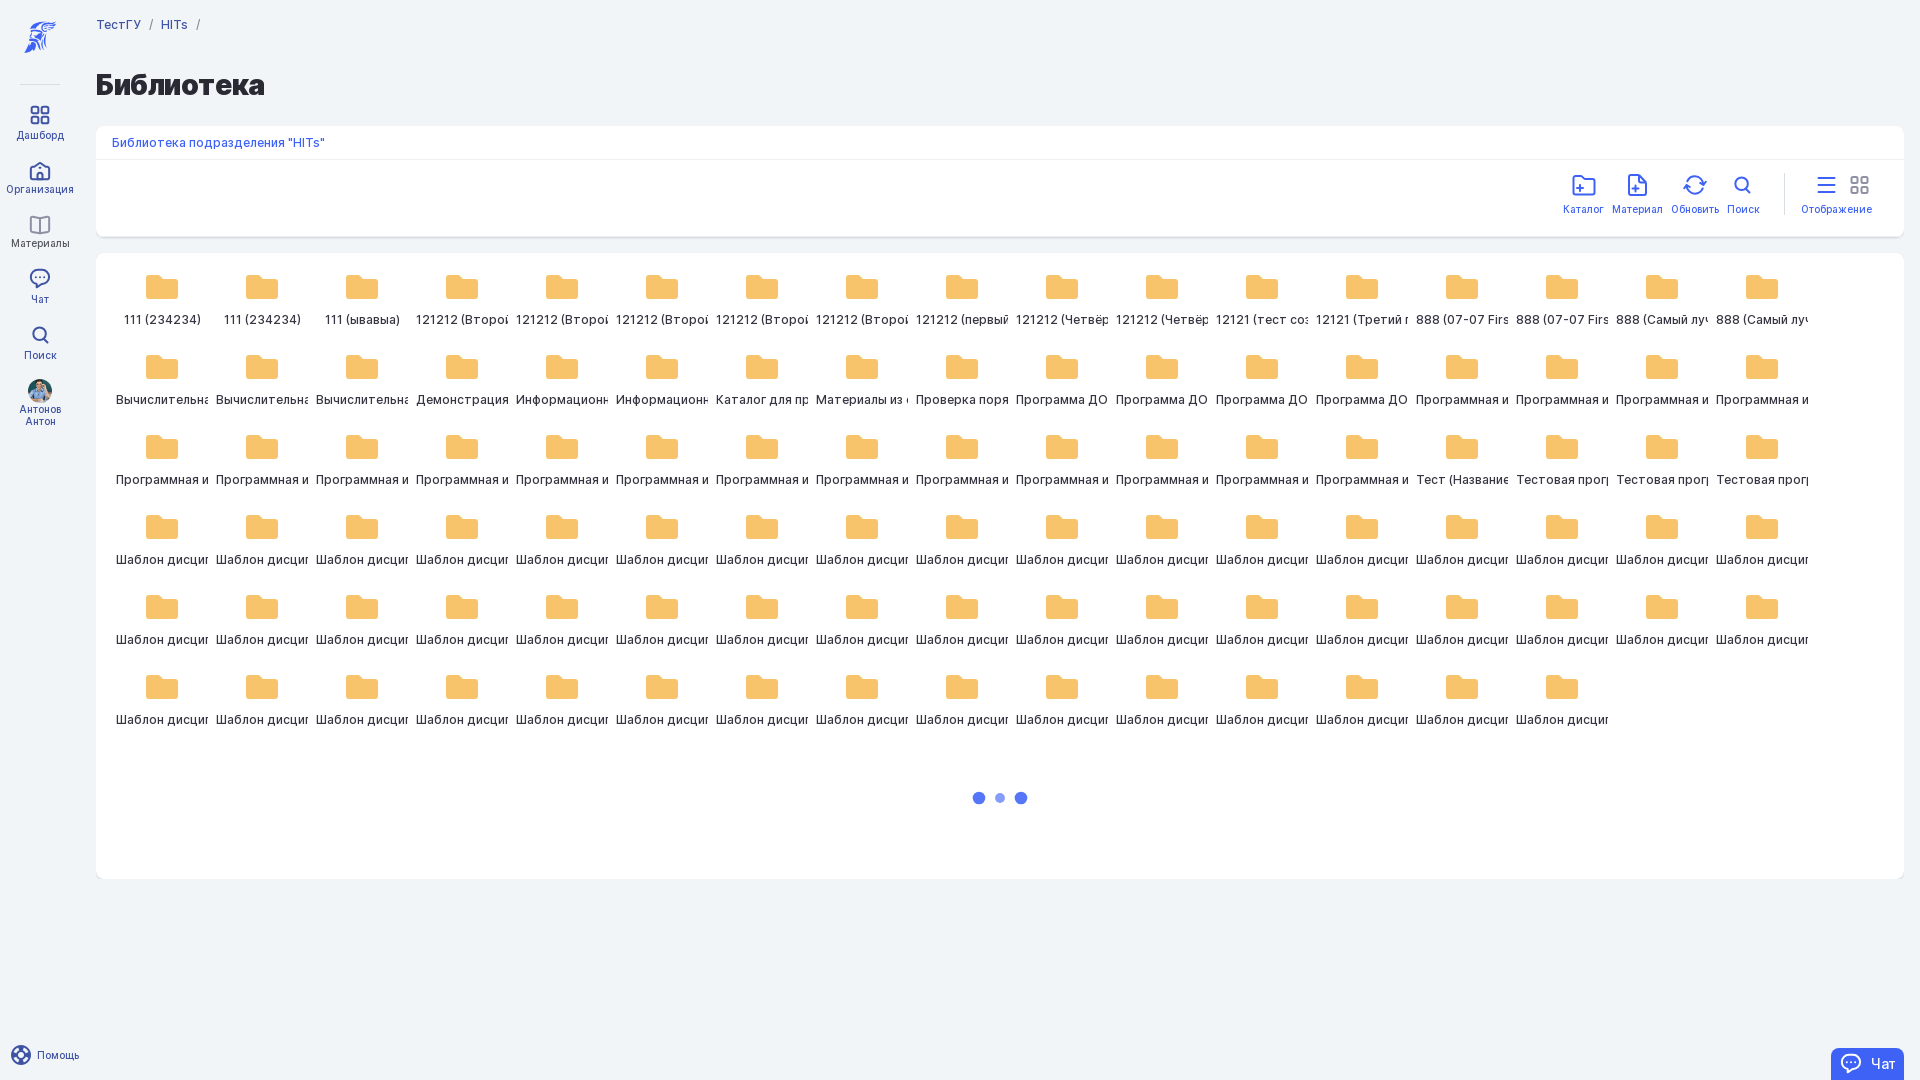 ТестГУ / HITs /
Библиотека
Дашборд
Организация
Материалы
Чат
Поиск
Антонов
Антон
Помощь
Библиотека подразделения "HITs"
Каталог Материал Обновить Поиск Отображение
111 (234234) 111 (234234) 111 (ывавыа) 121212 (Второй 121212 (Второй 121212 (Второй 121212 (Второй 121212 (Второй 121212 (первый 121212 (Четвёр 121212 (Четвёр 12121 (тест соз 12121 (Третий п 888 (07-07 Firs 888 (07-07 Firs 888 (Самый луч 888 (Самый луч
Вычислительна Вычислительна Вычислительна Демонстрация Информационн Информационн Каталог для пр Материалы из Проверка поря Программа ДО Программа ДО Программа ДО Программа ДО Программная и Программная и Программная и Программная и
Программная и Программная и Программная и Программная и Программная и Программная и Программная и Программная и Программная и Программная и Программная и Программная и Программная и Тест (Название Тестовая прогр Тестовая прогр Тестовая прогр
Шаблон дисцип Шаблон дисцип Шаблон дисцип Шаблон дисцип Шаблон дисцип Шаблон дисцип Шаблон дисцип Шаблон дисцип Шаблон дисцип Шаблон дисцип Шаблон дисцип Шаблон дисцип Шаблон дисцип Шаблон дисцип Шаблон дисцип Шаблон дисцип Шаблон дисцип
Шаблон дисцип Шаблон дисцип Шаблон дисцип Шаблон дисцип Шаблон дисцип Шаблон дисцип Шаблон дисцип Шаблон дисцип Шаблон дисцип Шаблон дисцип Шаблон дисцип Шаблон дисцип Шаблон дисцип Шаблон дисцип Шаблон дисцип Шаблон дисцип Шаблон дисцип
Шаблон дисцип Шаблон дисцип Шаблон дисцип Шаблон дисцип Шаблон дисцип Шаблон дисцип Шаблон дисцип Шаблон дисцип Шаблон дисцип Шаблон дисцип Шаблон дисцип Шаблон дисцип Шаблон дисцип Шаблон дисцип Шаблон дисцип
Чат